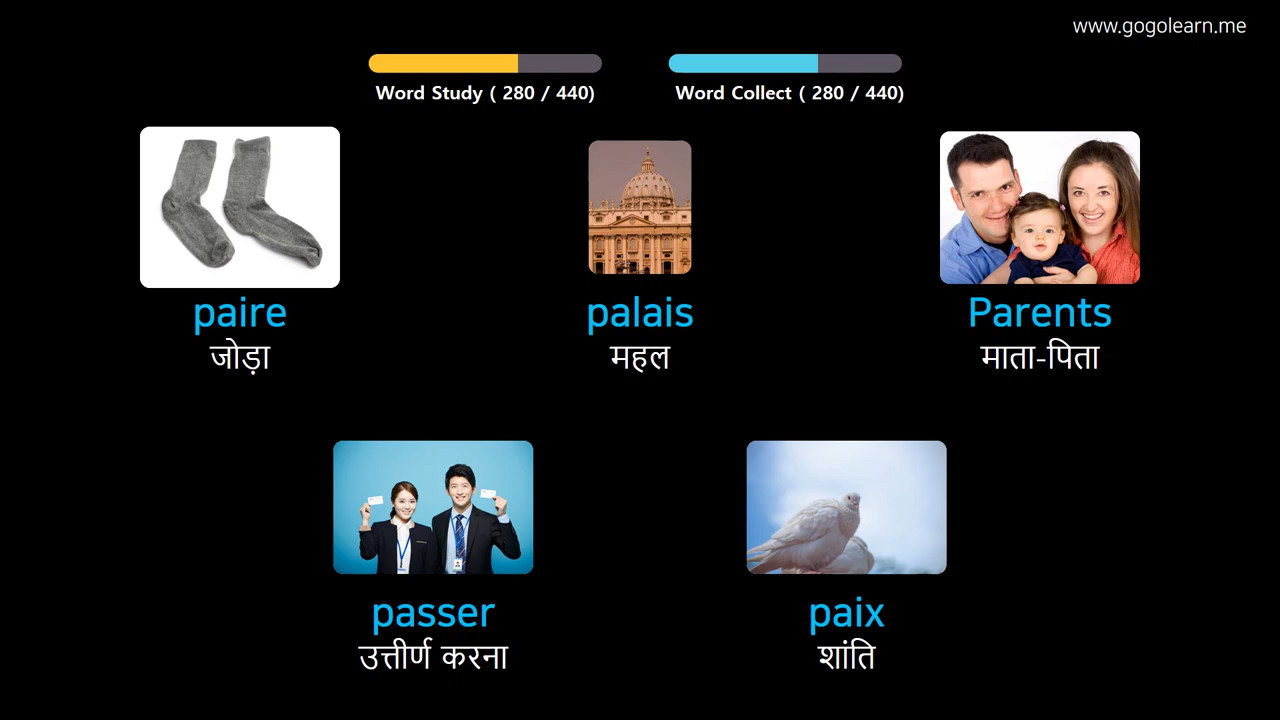 www.gogolearn.me
Word Study ( 280 / 440)
Word Collect ( 280 / 440)
paire
जोड़ा
palais
महल
Parents
माता-पिता
passer
उत्तीर्ण करना
paix
शांति